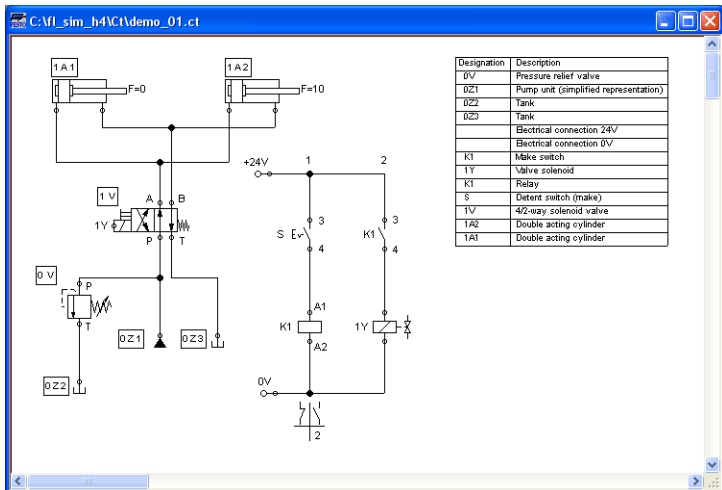 FESTO C:\fl_sim_h4\Ct\demo_01.ct
1A1
1A2
F=0
F=10
Designation Description
0V Pressure relief valve
0Z1 Pump unit (simplified representation)
0Z2 Tank
0Z3 Tank
Electrical connection 24V
Electrical connection 0V
K1 Make switch
1Y Valve solenoid
K1 Relay
S Detent switch (make)
1V 4/2-way solenoid valve
1A2 Double acting cylinder
1A1 Double acting cylinder
+24V 1 2
1 V A B
1Y
P T
3 3
S K1
4 4
0 V P
T
0Z1 0Z3
A1
K1 1Y
A2
0Z2
0V
2